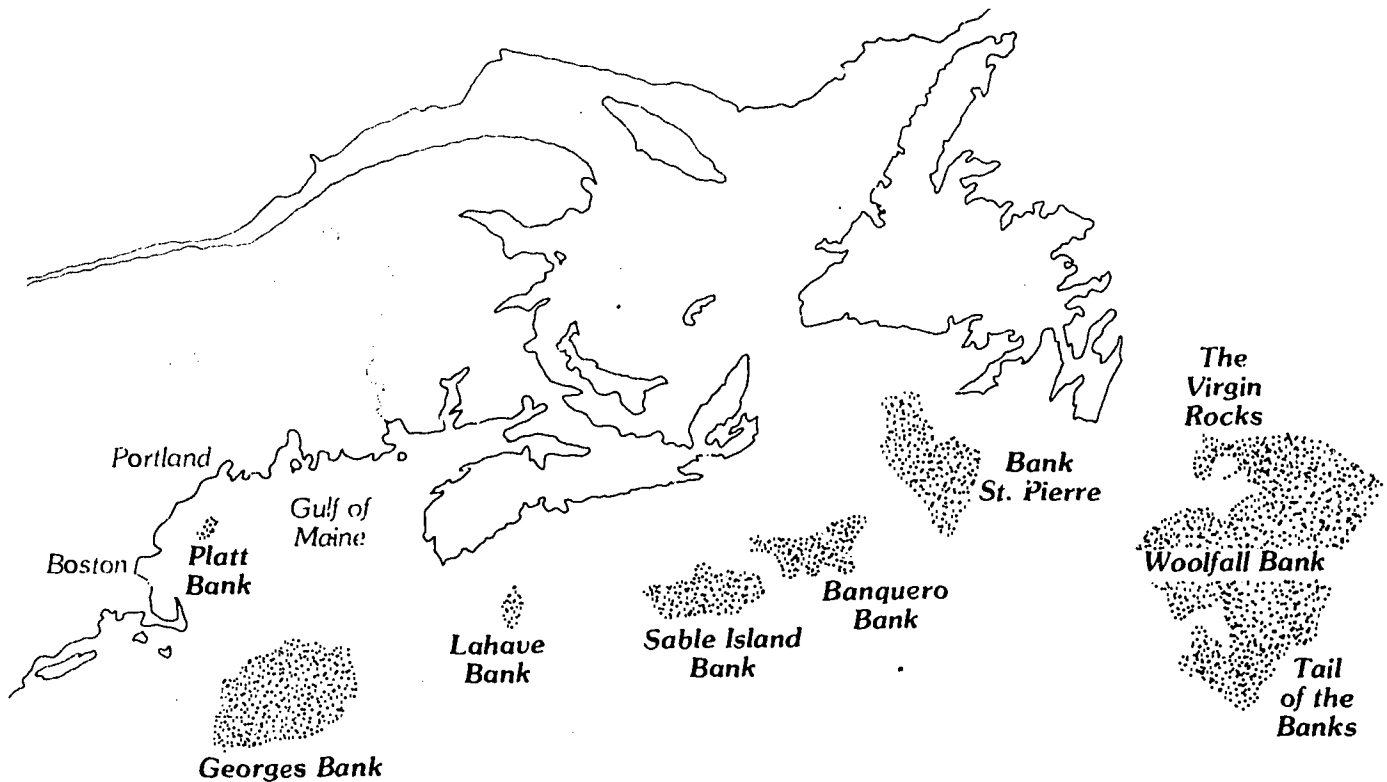 The
Virgin
Rocks
Portland
Bank
St. Pierre
Gulf of
Maine
Boston
Platt
Bank
Woolfall Bank
Banquero
Bank
Lahave
Bank
Sable Island
Bank
Tail
of the
Banks
Georges Bank